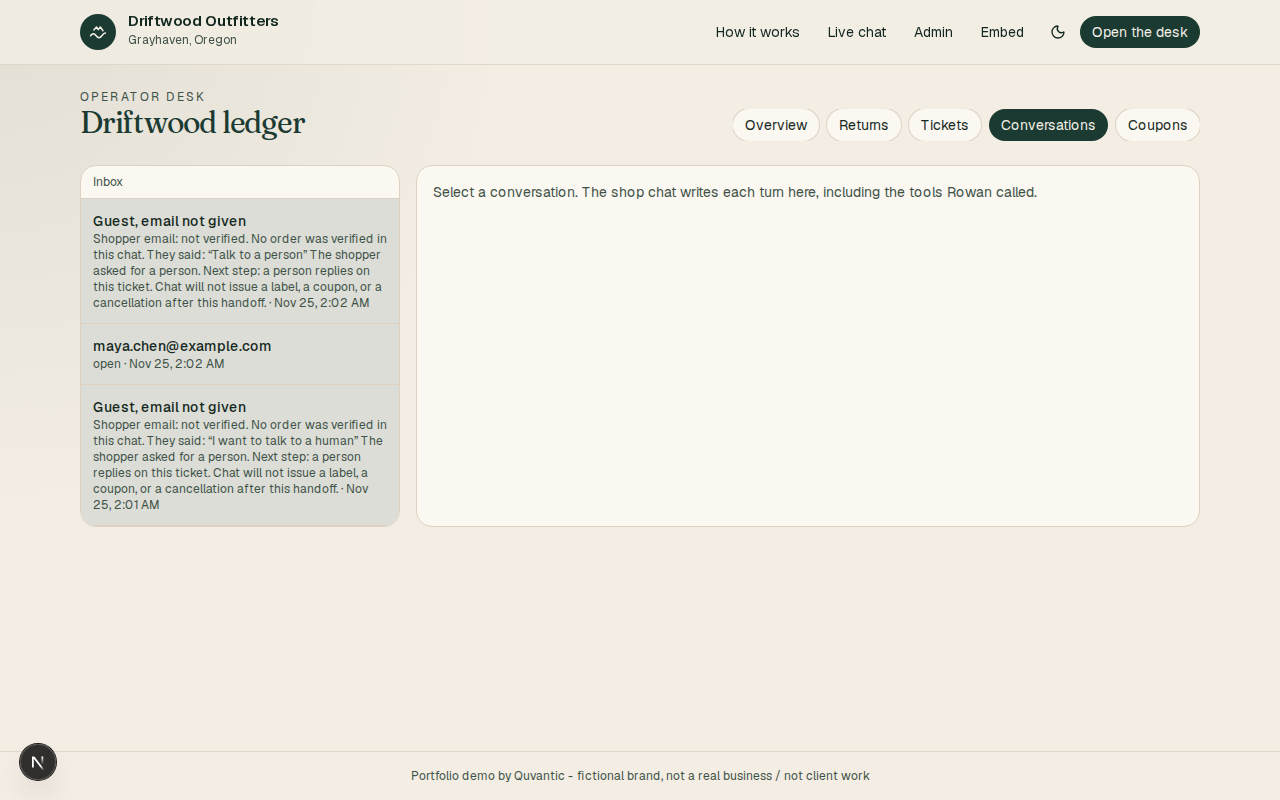 Driftwood Outfitters
Grayhaven, Oregon
How it works
Live chat
Admin
Embed
Open the desk
OPERATOR DESK
Driftwood ledger
Overview
Returns
Tickets
Conversations
Coupons
Inbox
Guest, email not given
Shopper email: not verified. No order was verified in
this chat. They said: “Talk to a person” The shopper
asked for a person. Next step: a person replies on
this ticket. Chat will not issue a label, a coupon, or a
cancellation after this handoff. · Nov 25, 2:02 AM
maya.chen@example.com
open · Nov 25, 2:02 AM
Guest, email not given
Shopper email: not verified. No order was verified in
this chat. They said: “I want to talk to a human” The
shopper asked for a person. Next step: a person
replies on this ticket. Chat will not issue a label, a
coupon, or a cancellation after this handoff. · Nov
25, 2:01 AM
Select a conversation. The shop chat writes each turn here, including the tools Rowan called.
N
Portfolio demo by Quvantic - fictional brand, not a real business / not client work